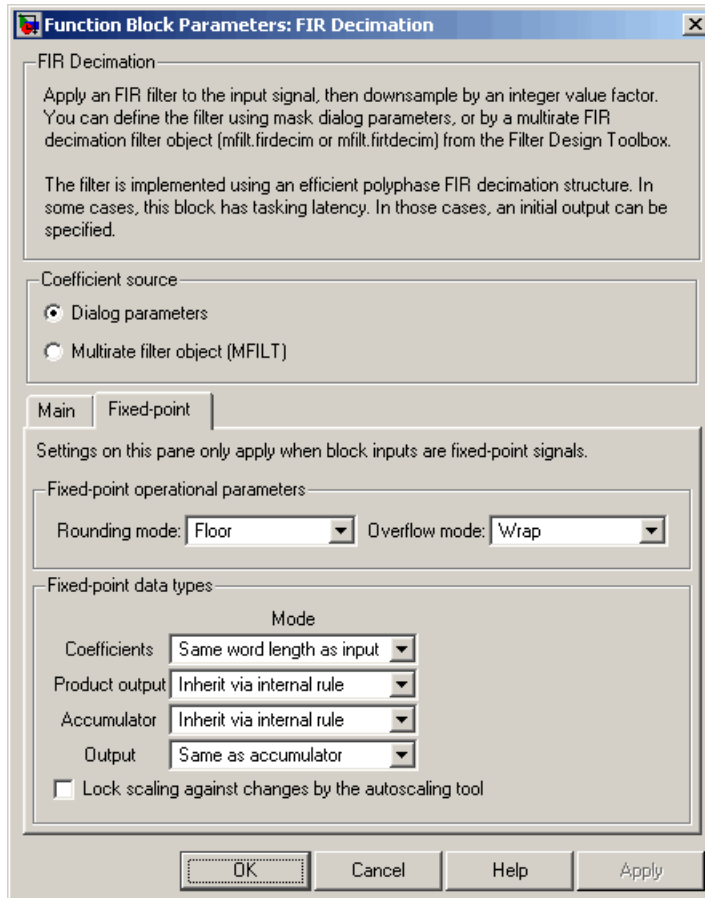 Function Block Parameters: FIR Decimation
FIR Decimation
Apply an FIR filter to the input signal, then downsample by an integer value factor.
You can define the filter using mask dialog parameters, or by a multirate FIR
decimation filter object (mfilt.firdecim or mfilt.firtdecim) from the Filter Design Toolbox.
The filter is implemented using an efficient polyphase FIR decimation structure. In
some cases, this block has tasking latency. In those cases, an initial output can be
specified.
Coefficient source
Dialog parameters
Multirate filter object (MFILT)
Main Fixed-point
Settings on this pane only apply when block inputs are fixed-point signals.
Fixed-point operational parameters
Rounding mode: Floor Overflow mode: Wrap
Fixed-point data types
Mode
Coefficients Same word length as input
Product output Inherit via internal rule
Accumulator Inherit via internal rule
Output Same as accumulator
Lock scaling against changes by the autoscaling tool
OK Cancel Help Apply